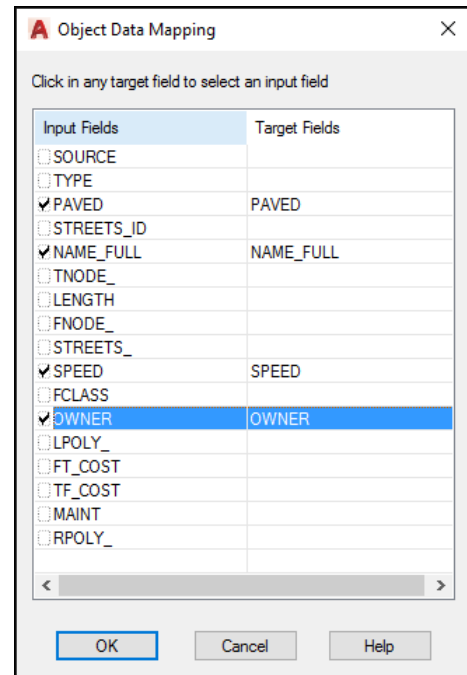 Object Data Mapping
Click in any target field to select an input field
Input Fields Target Fields
SOURCE
TYPE
PAVED PAVED
STREETS_ID
NAME_FULL NAME_FULL
TNODE_
LENGTH
FNODE_
STREETS_
SPEED SPEED
FCLASS
OWNER OWNER
LPOLY_
FT_COST
TF_COST
MAINT
RPOLY_
OK Cancel Help